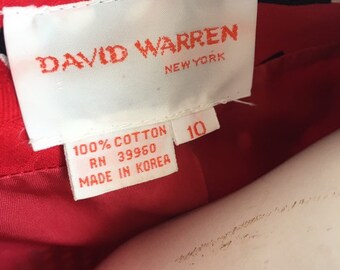 DAVID WARREN
NEW YORK
100% COTTON
RN 39960
MADE IN KOREA
10